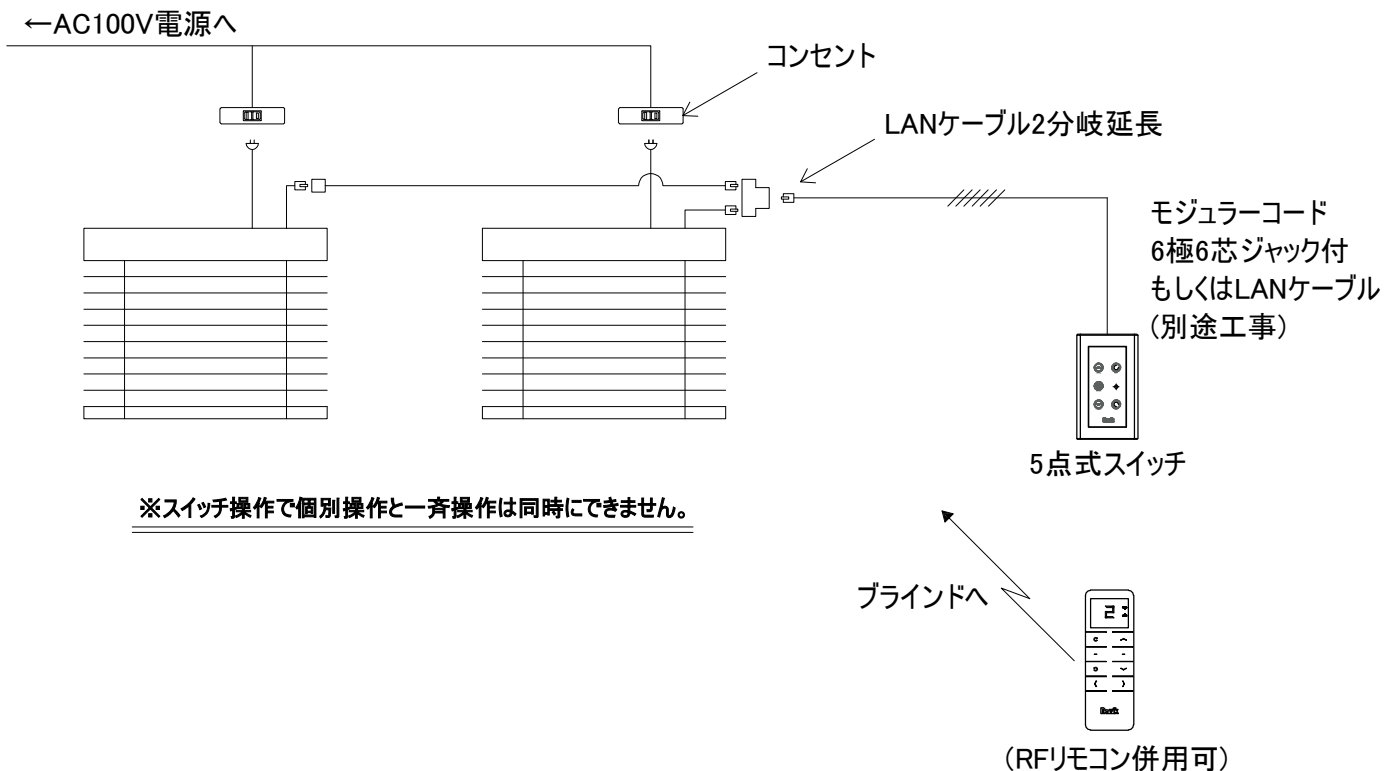 ←AC100V電源へ
コンセント
LANケーブル2分岐延長
モジュラーコード
6極6芯ジャック付
もしくはLANケーブル
(別途工事)
5点式スイッチ
※スイッチ操作で個別操作と一斉操作は同時にできません。
ブラインドへ
2
(RFリモコン併用可)